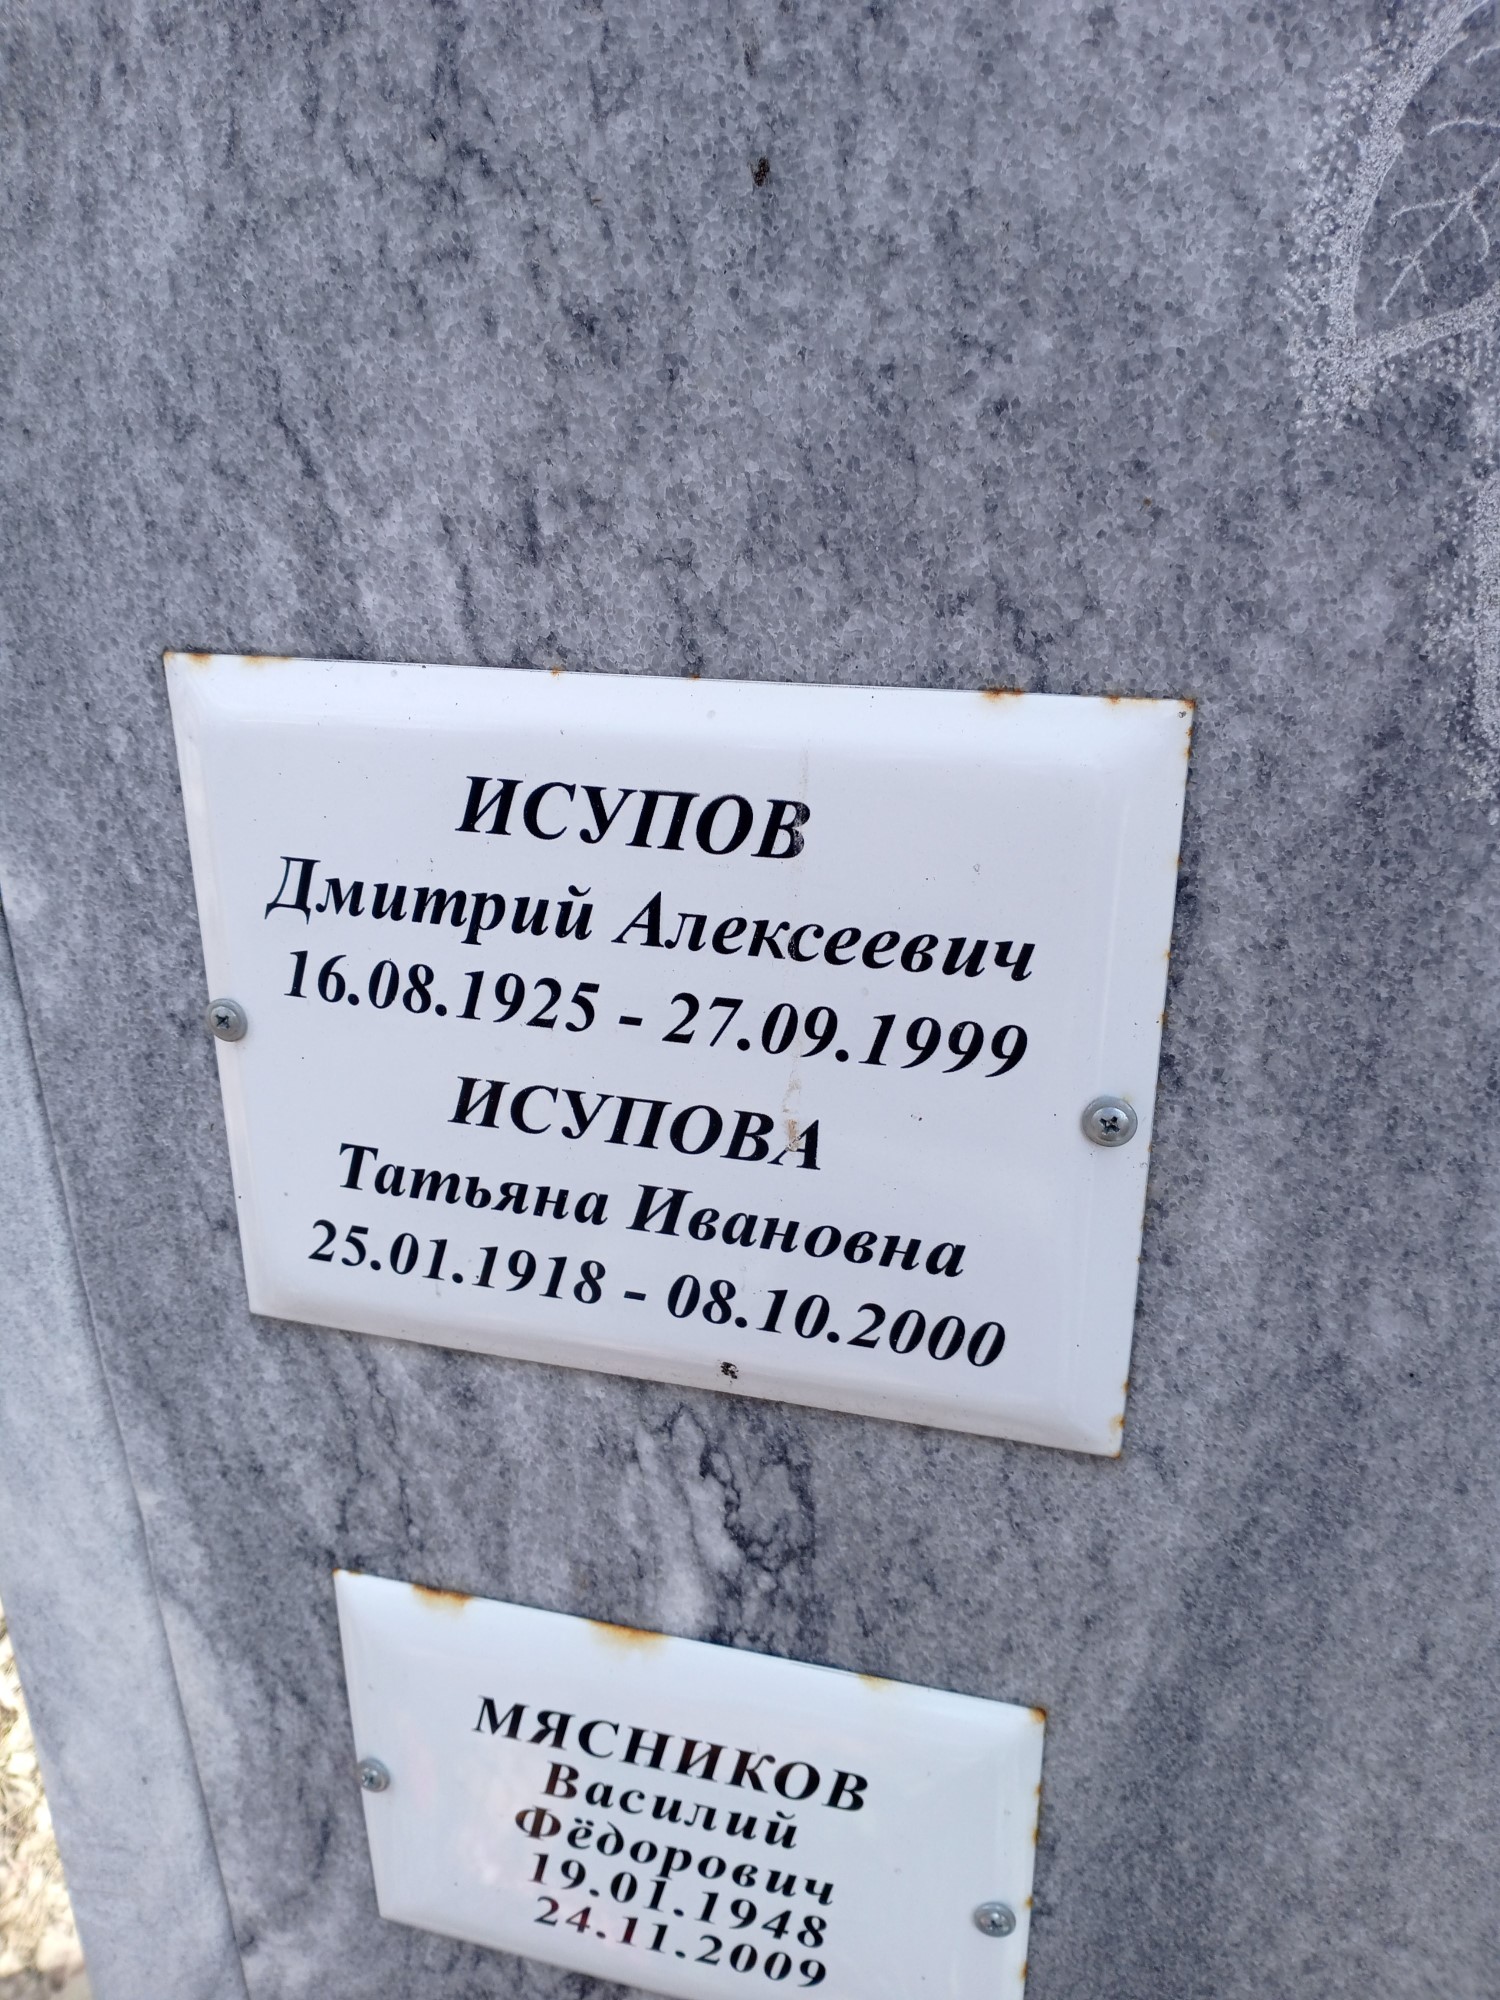 ИСУПОВ
Дмитрий Алексеевич
16.08.1925 - 27.09.1999
ИСУПОВА
Татьяна Ивановна
25.01.1918 - 08.10.2000
МЯСНИКОВ
Василий
Фёдорович
19.01.1948
24.11.2009